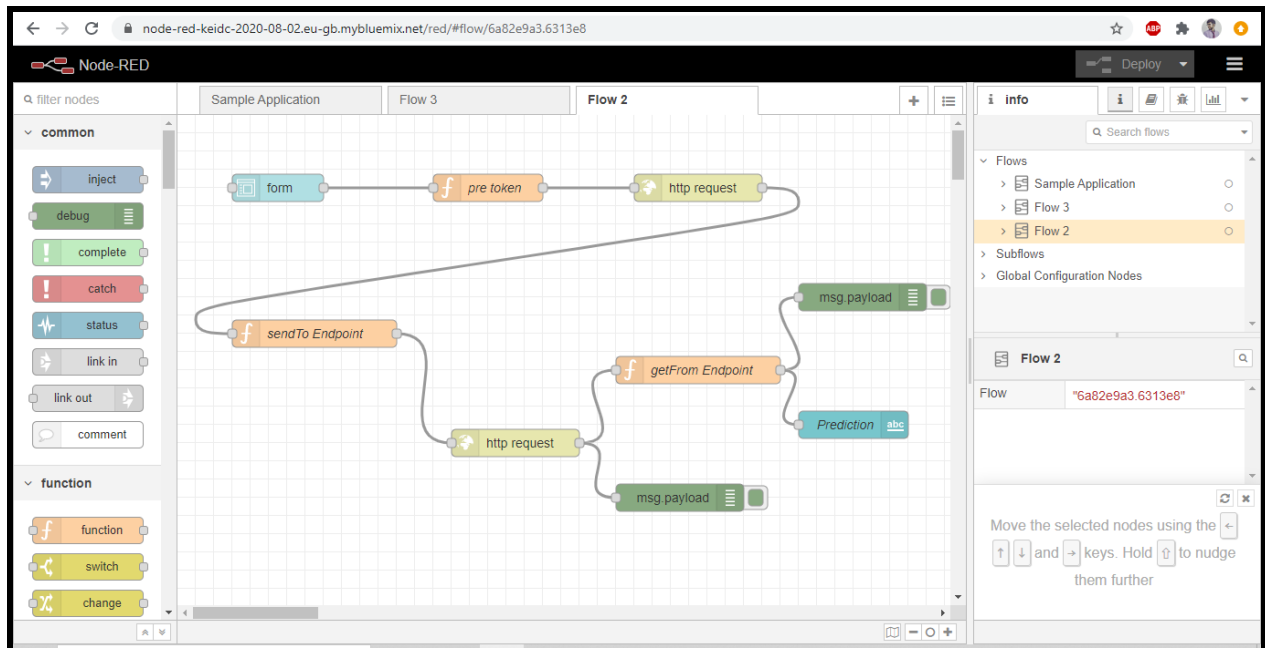 node-red-keidc-2020-08-02.eu-gb.mybluemix.net/red/#flow/6a82e9a3.6313e8
ABP
Node-RED
Deploy
filter nodes
Sample Application
Flow 3
Flow 2
i info
i
common
Search flows
inject
debug
complete
catch
status
link in
link out
comment
function
function
switch
change
form
pre token
http request
sendTo Endpoint
msg.payload
getFrom Endpoint
Prediction abc
http request
msg.payload
Flows
Sample Application
Flow 3
Flow 2
Subflows
Global Configuration Nodes
Flow 2
Flow "6a82e9a3.6313e8"
Move the selected nodes using the ←
↑ ↓ and → keys. Hold ⇧ to nudge
them further